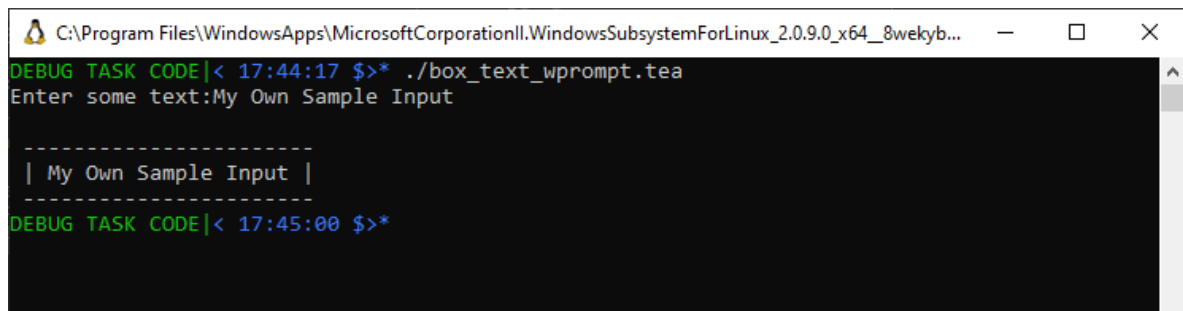 C:\Program Files\WindowsApps\MicrosoftCorporationII.WindowsSubsystemForLinux_2.0.9.0_x64__8wekyb...
DEBUG TASK CODE|< 17:44:17 $>* ./box_text_wprompt.tea
Enter some text:My Own Sample Input
-----------------------
| My Own Sample Input |
-----------------------
DEBUG TASK CODE|< 17:45:00 $>*